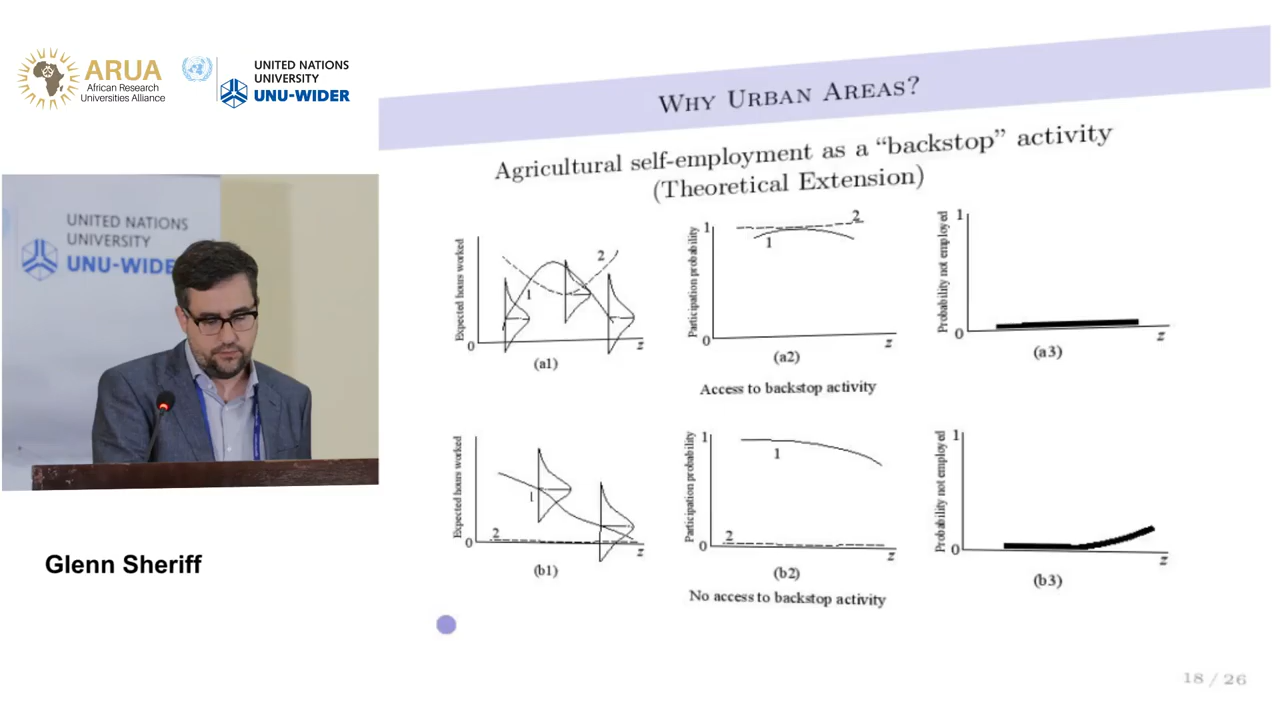 ARUA
African Research
Universities Alliance
UNITED NATIONS
UNIVERSITY
UNU-WIDER
UNITED NATIONS
UNIVERSITY
UNU-WIDE
Glenn Sheriff
WHY URBAN AREAS?
Agricultural self-employment as a “backstop” activity
(Theoretical Extension)
Expected hours worked
0
1
2
z
(a1)
Participation probability
1
0
1
2
z
(a2)
Probability not employed
1
0
z
(a3)
Access to backstop activity
Expected hours worked
0
1
2
z
(b1)
Participation probability
1
0
1
2
z
(b2)
Probability not employed
1
0
z
(b3)
No access to backstop activity
18 / 26